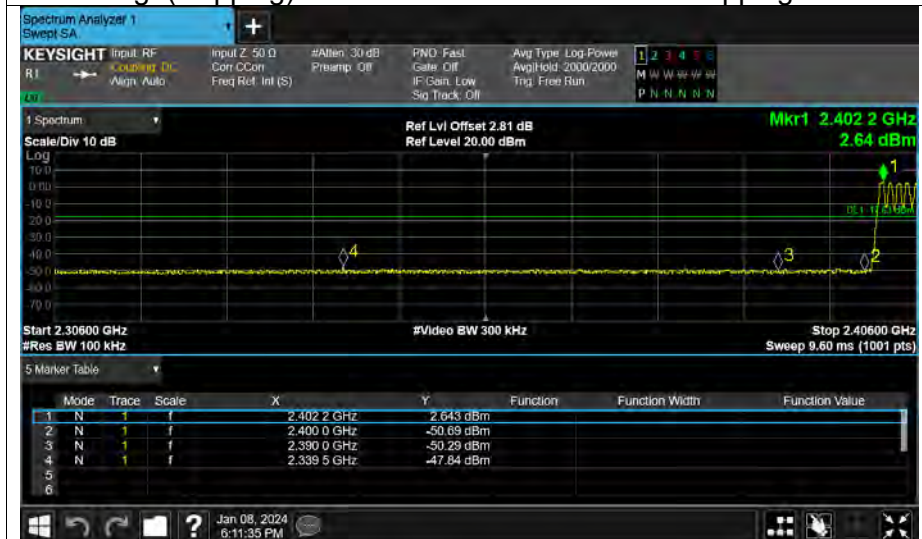 Spectrum Analyzer 1
Swept SA
KEYSIGHT Input: RF Input Z: 50 Ω #Atten: 30 dB PNO: Fast Avg Type: Log-Power 1 2 3 4 5 6
R L Coupling: DC Corr CCorr Preamp: Off Gate: Off Avg|Hold: 2000/2000 M W W W W W
Align: Auto Freq Ref: Int (S) IF Gain: Low Trig: Free Run
Sig Track: Off P N N N N N
1 Spectrum
Ref Lvl Offset 2.81 dB Mkr1 2.402 2 GHz
Scale/Div 10 dB Ref Level 20.00 dBm 2.64 dBm
Log
10.0
0.00
-10.0
-20.0
-30.0
-40.0
-50.0
-60.0
-70.0
1
4
3
2
Start 2.30600 GHz #Video BW 300 kHz Stop 2.40600 GHz
#Res BW 100 kHz Sweep 9.60 ms (1001 pts)
5 Marker Table
Mode Trace Scale X Y Function Function Width Function Value
1 N 1 f 2.402 2 GHz 2.643 dBm
2 N 1 f 2.400 0 GHz -50.69 dBm
3 N 1 f 2.390 0 GHz -50.29 dBm
4 N 1 f 2.339 5 GHz -47.84 dBm
5
6
? Jan 08, 2024
6:11:35 PM